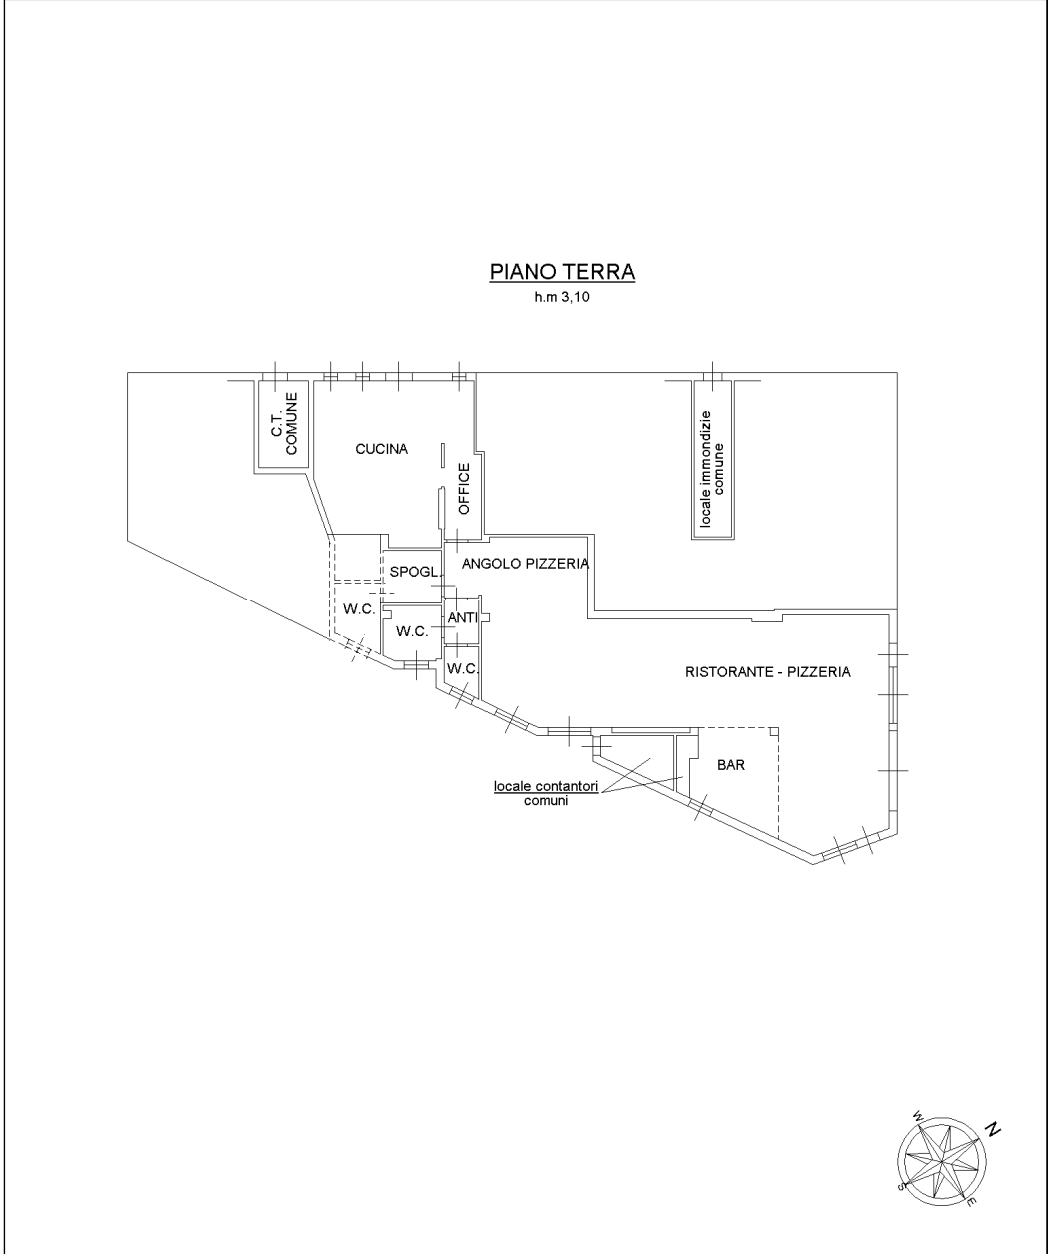 PIANO TERRA
h.m 3,10
C.T.
COMUNE
CUCINA
OFFICE
locale immondizie
comune
ANGOLO PIZZERIA
SPOGL.
W.C.
W.C.
ANTI
W.C.
RISTORANTE - PIZZERIA
BAR
locale contantori
comuni
W
N
S
E